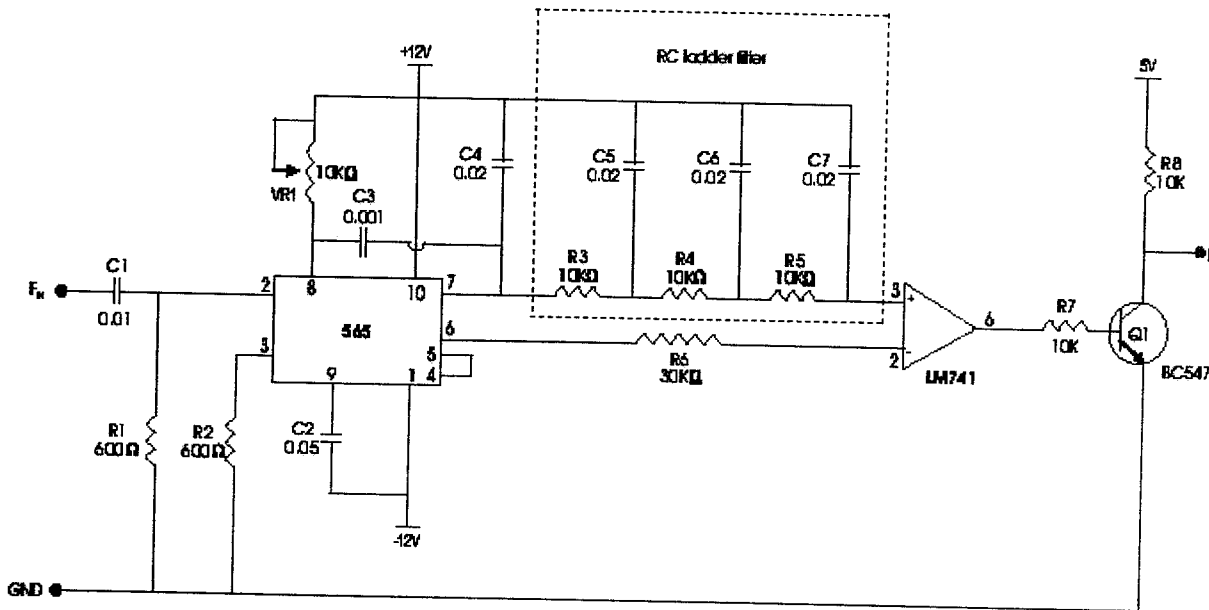 RC ladder filter
+12V
5V
C4
0.02
C5
0.02
C6
0.02
C7
0.02
R8
10K
10KΩ
VR1
C3
0.001
C1
0.01
R3
10KΩ
R4
10KΩ
R5
10KΩ
2
8
10
7
3
+
565
6
6
R7
10K
Q1
3
5
4
R6
30KΩ
2
-
LM741
BC547
9
1
R1
600Ω
R2
600Ω
C2
0.05
-12V
GND